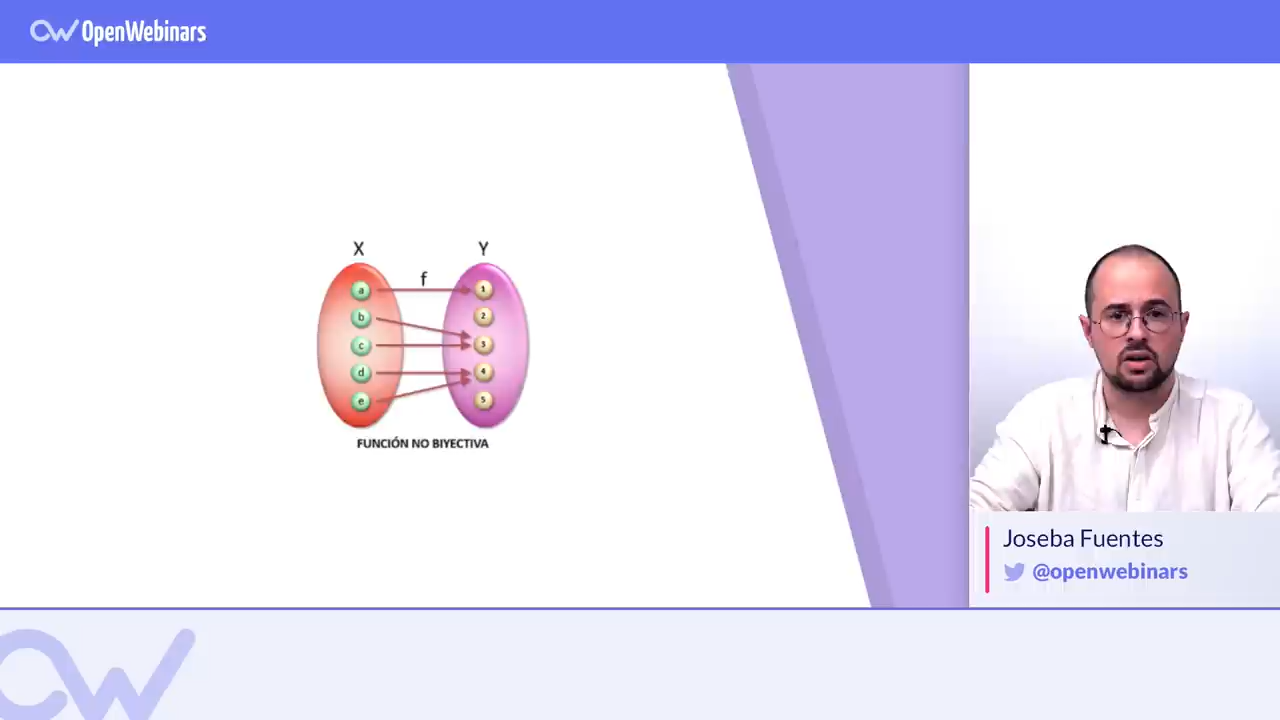 OpenWebinars
X
Y
f
a
1
b
2
c
3
d
4
e
5
FUNCIÓN NO BIYECTIVA
Joseba Fuentes
@openwebinars